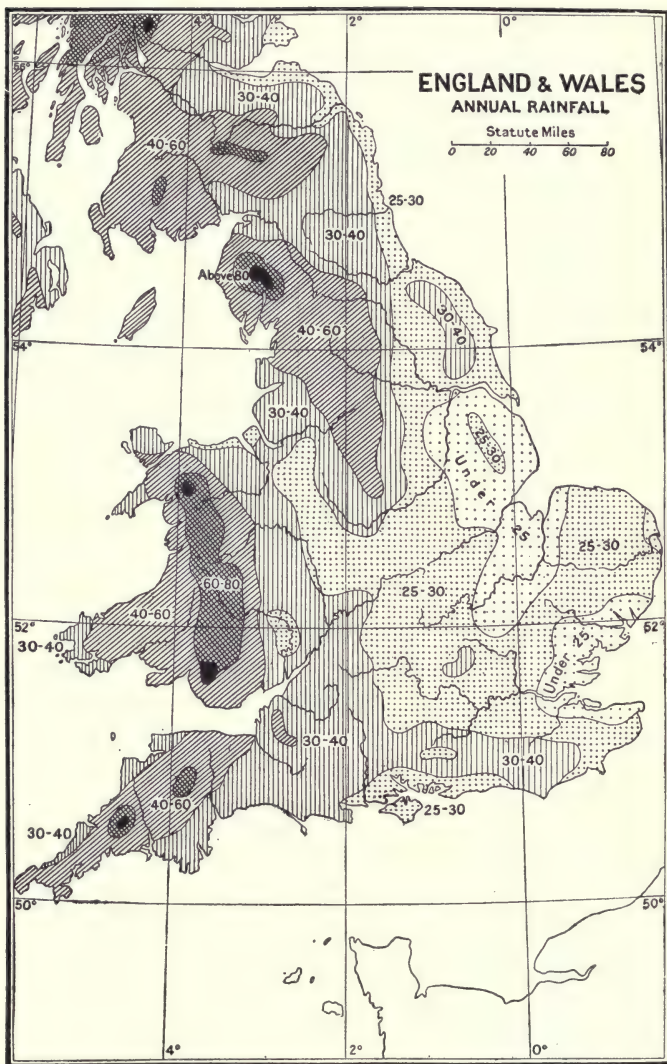 4° 2° 0°
56°
ENGLAND & WALES
ANNUAL RAINFALL
Statute Miles
0 20 40 60 80
30-40
40-60
25-30
30-40
Above 80
30-40
40-60
54° 54°
30-40
25-30
Under 25
25-30
60-80
25-30
40-60
52° 52°
30-40
Under 25
30-40
30-40
40-60
30-40
25-30
50° 50°
4° 2° 0°